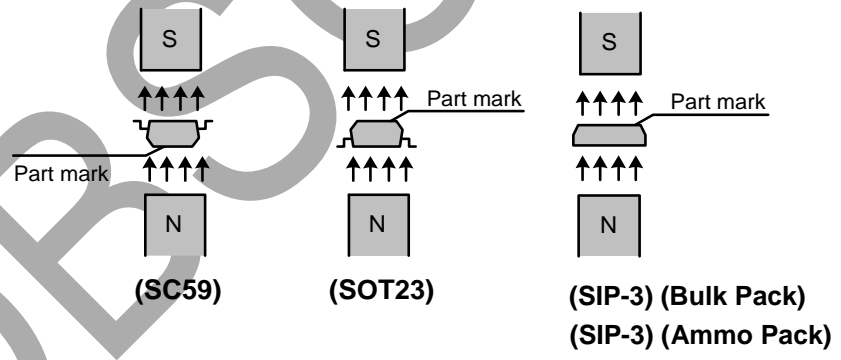 S S S
Part mark Part mark
Part mark
N N N
(SC59) (SOT23) (SIP-3) (Bulk Pack)
(SIP-3) (Ammo Pack)